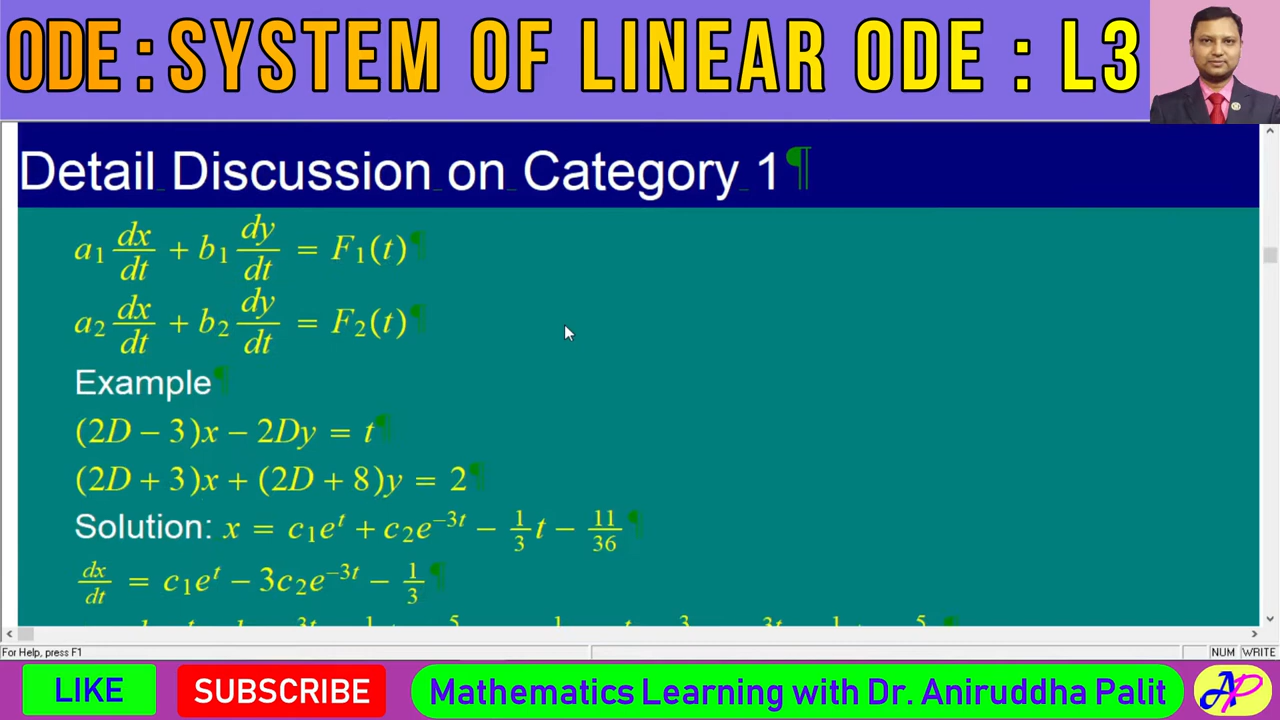 ODE : SYSTEM OF LINEAR ODE : L3
Detail Discussion on Category 1¶
a₁ dx/dt + b₁ dy/dt = F₁(t)¶
a₂ dx/dt + b₂ dy/dt = F₂(t)¶
Example¶
(2D − 3)x − 2Dy = t¶
(2D + 3)x + (2D + 8)y = 2¶
Solution: x = c₁eᵗ + c₂e⁻³ᵗ − 1/3 t − 11/36¶
dx/dt = c₁eᵗ − 3c₂e⁻³ᵗ − 1/3¶
For Help, press F1
NUM WRITE
LIKE
SUBSCRIBE
Mathematics Learning with Dr. Aniruddha Palit
AP